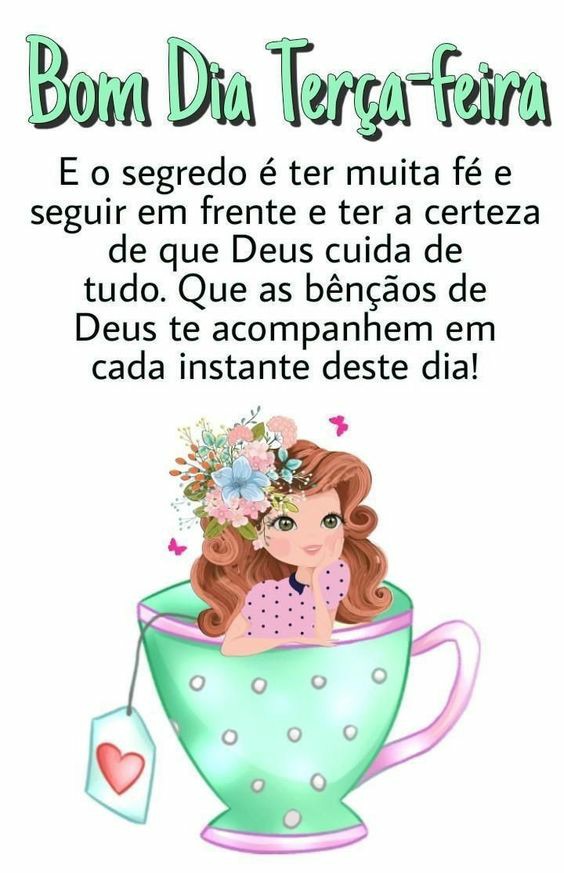 Bom Dia Terça-feira
E o segredo é ter muita fé e
seguir em frente e ter a certeza
de que Deus cuida de
tudo. Que as bênçãos de
Deus te acompanhem em
cada instante deste dia!